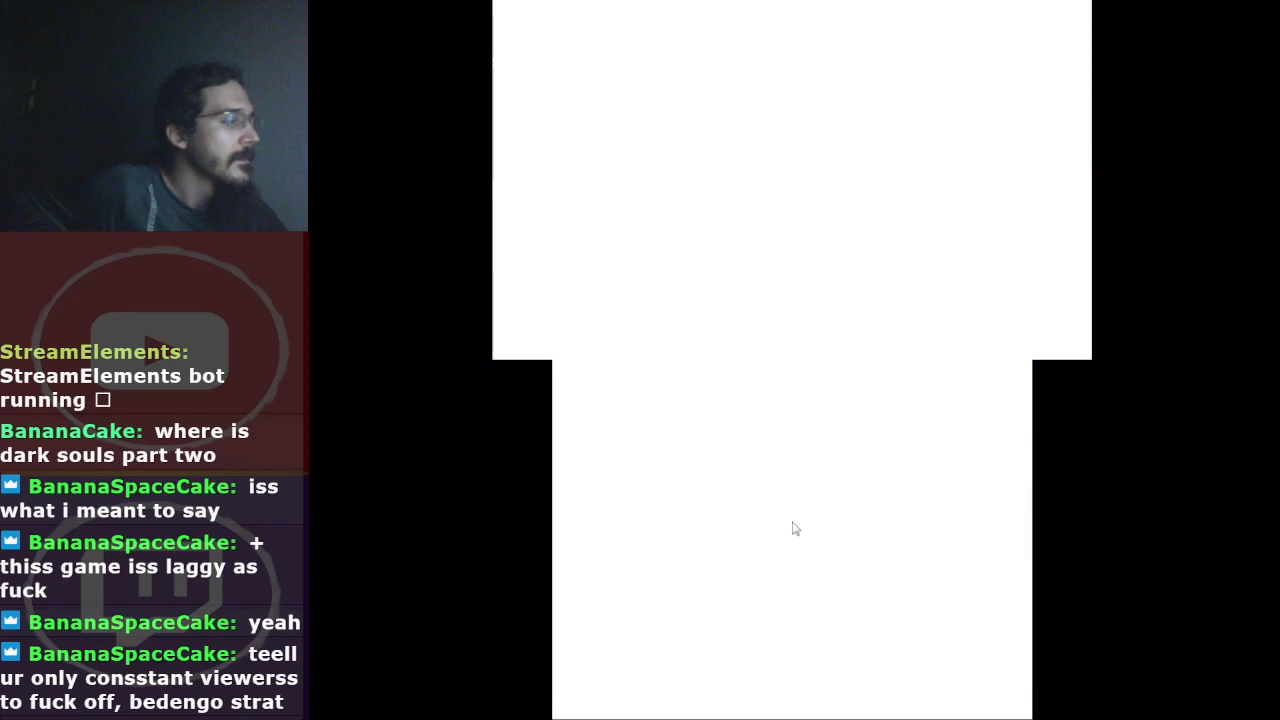 StreamElements:
StreamElements bot
running □
BananaCake: where is
dark souls part two
BananaSpaceCake: iss
what i meant to say
BananaSpaceCake: +
thiss game iss laggy as
fuck
BananaSpaceCake: yeah
BananaSpaceCake: teell
ur only consstant viewerss
to fuck off, bedengo strat